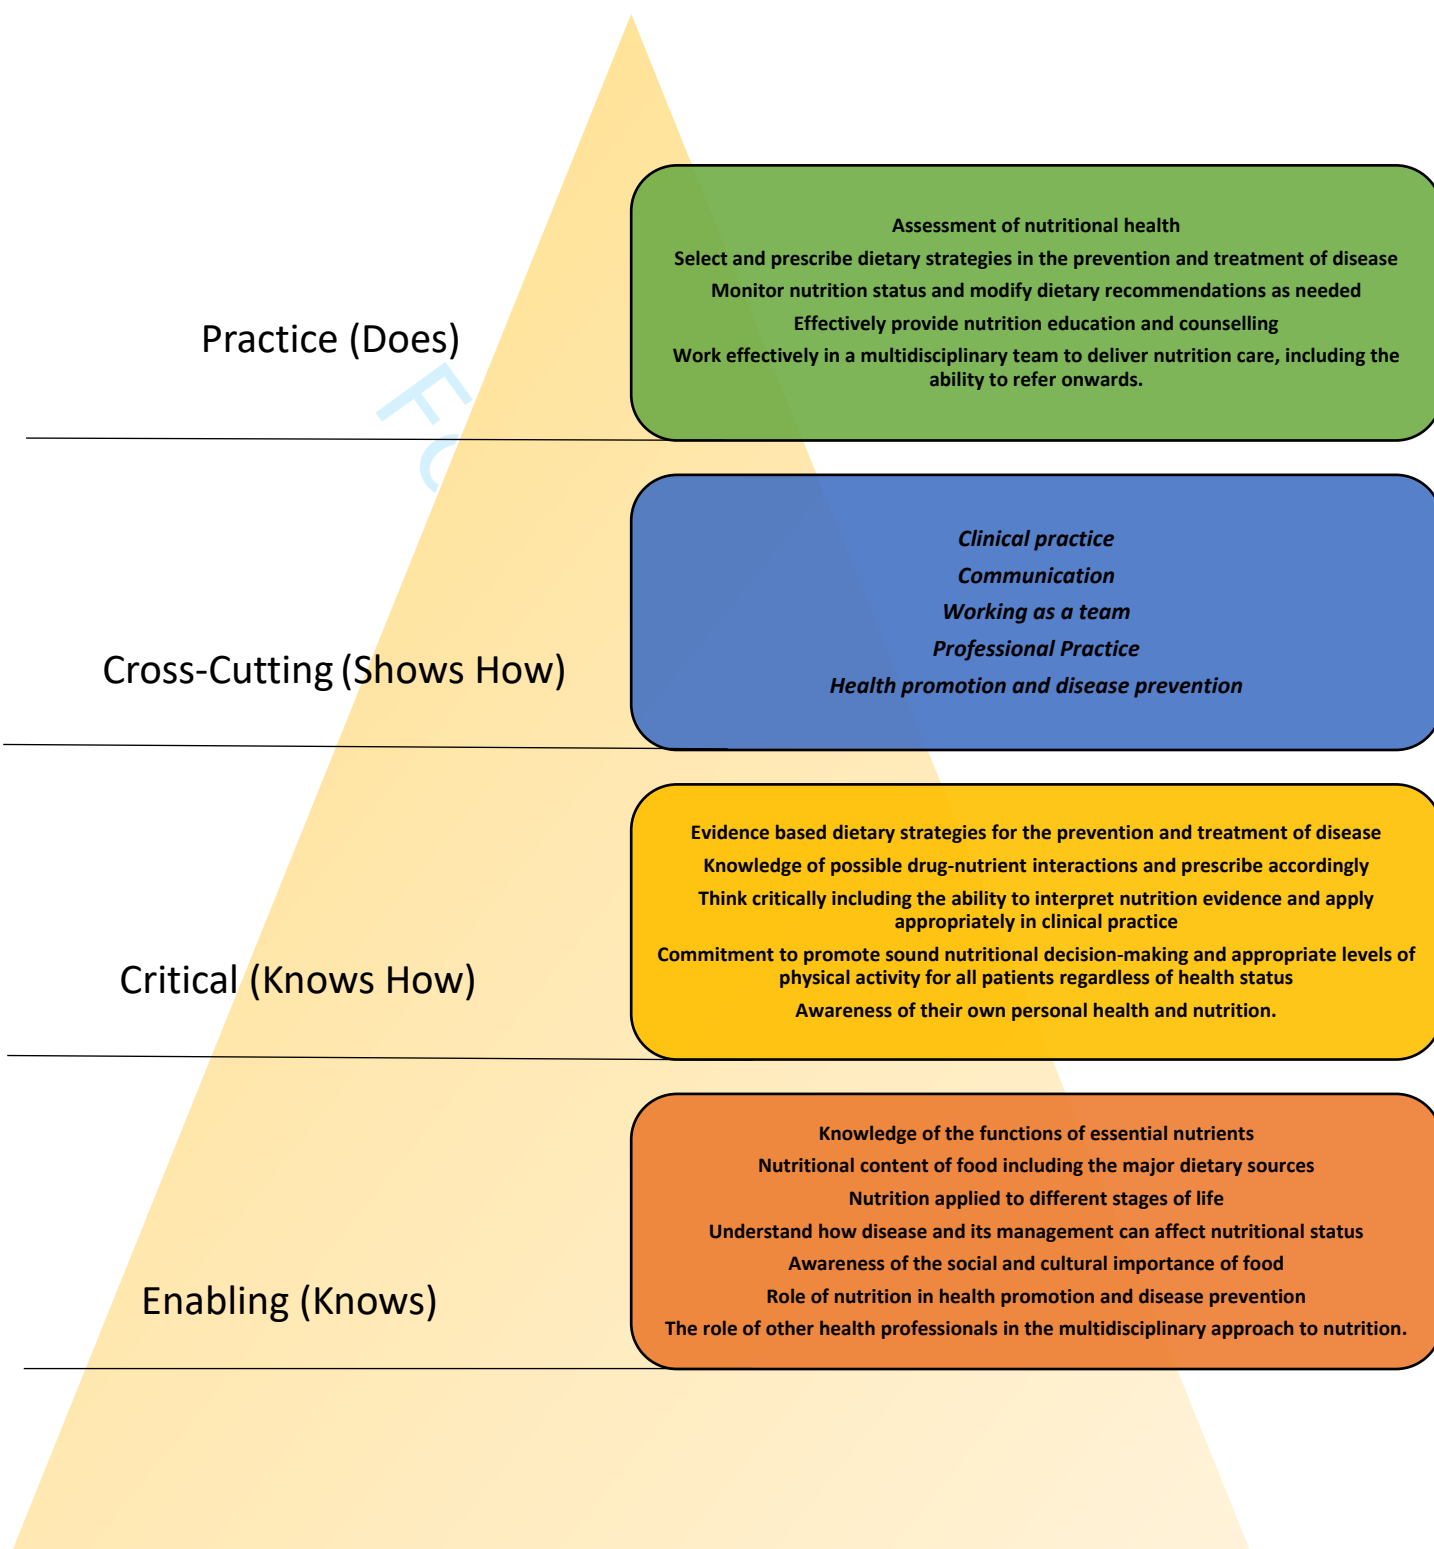 Practice (Does)
Assessment of nutritional health
Select and prescribe dietary strategies in the prevention and treatment of disease
Monitor nutrition status and modify dietary recommendations as needed
Effectively provide nutrition education and counselling
Work effectively in a multidisciplinary team to deliver nutrition care, including the
ability to refer onwards.
Cross-Cutting (Shows How)
Clinical practice
Communication
Working as a team
Professional Practice
Health promotion and disease prevention
Critical (Knows How)
Evidence based dietary strategies for the prevention and treatment of disease
Knowledge of possible drug-nutrient interactions and prescribe accordingly
Think critically including the ability to interpret nutrition evidence and apply
appropriately in clinical practice
Commitment to promote sound nutritional decision-making and appropriate levels of
physical activity for all patients regardless of health status
Awareness of their own personal health and nutrition.
Enabling (Knows)
Knowledge of the functions of essential nutrients
Nutritional content of food including the major dietary sources
Nutrition applied to different stages of life
Understand how disease and its management can affect nutritional status
Awareness of the social and cultural importance of food
Role of nutrition in health promotion and disease prevention
The role of other health professionals in the multidisciplinary approach to nutrition.